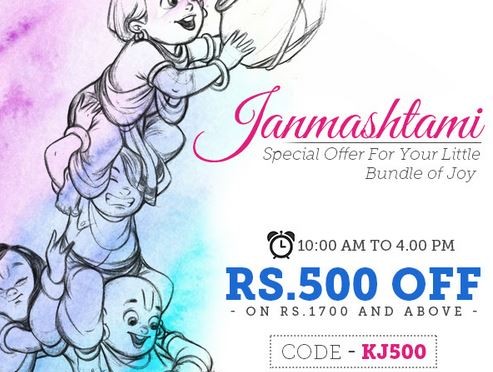 Janmashtami
Special Offer For Your Little
Bundle of Joy
10:00 AM TO 4.00 PM
RS.500 OFF
- ON RS.1700 AND ABOVE -
CODE - KJ500